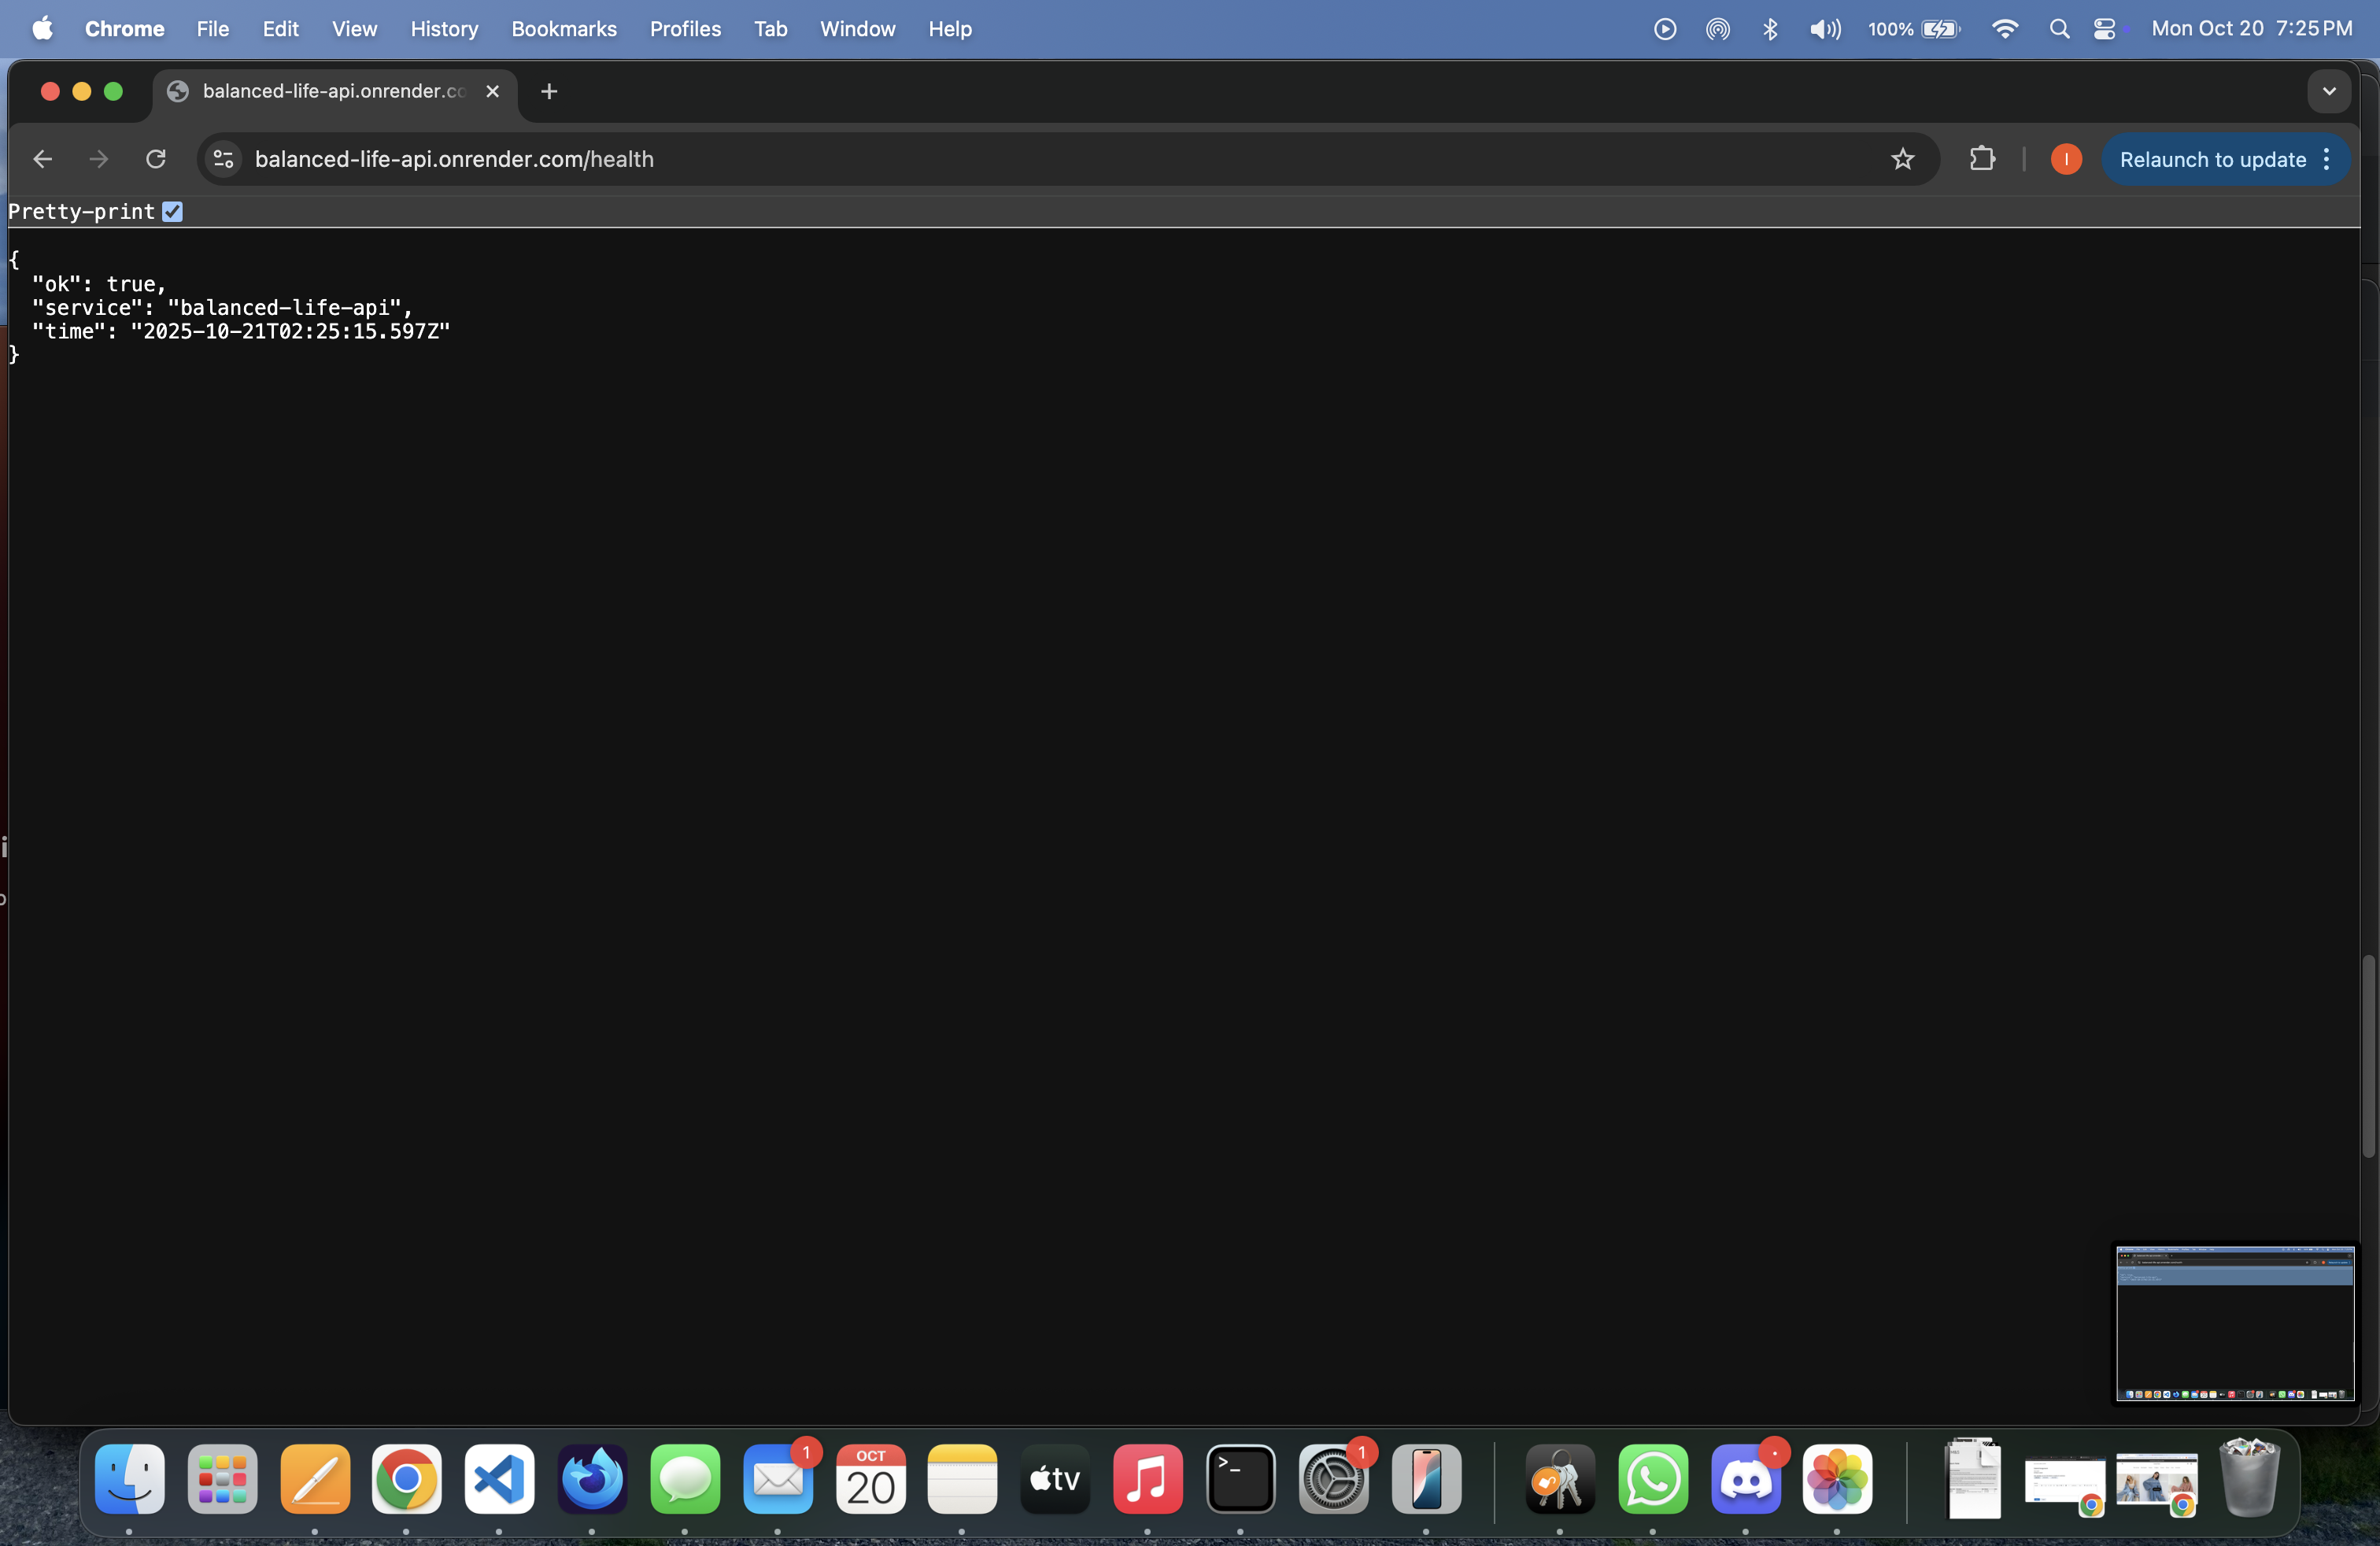 Chrome File Edit View History Bookmarks Profiles Tab Window Help 100% Mon Oct 20 7:25 PM
balanced-life-api.onrender.co
balanced-life-api.onrender.com/health I Relaunch to update
Pretty-print
{
"ok": true,
"service": "balanced-life-api",
"time": "2025-10-21T02:25:15.597Z"
}
1 OCT 20 tv >_ 1